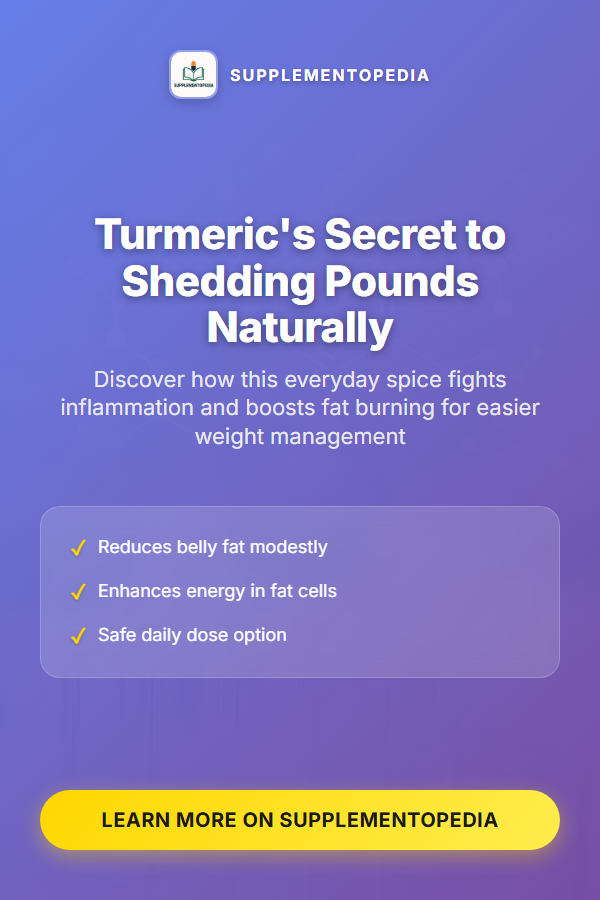 SUPPLEMENTOPEDIA
SUPPLEMENTOPEDIA
Turmeric's Secret to
Shedding Pounds
Naturally
Discover how this everyday spice fights
inflammation and boosts fat burning for easier
weight management
✓ Reduces belly fat modestly
✓ Enhances energy in fat cells
✓ Safe daily dose option
LEARN MORE ON SUPPLEMENTOPEDIA